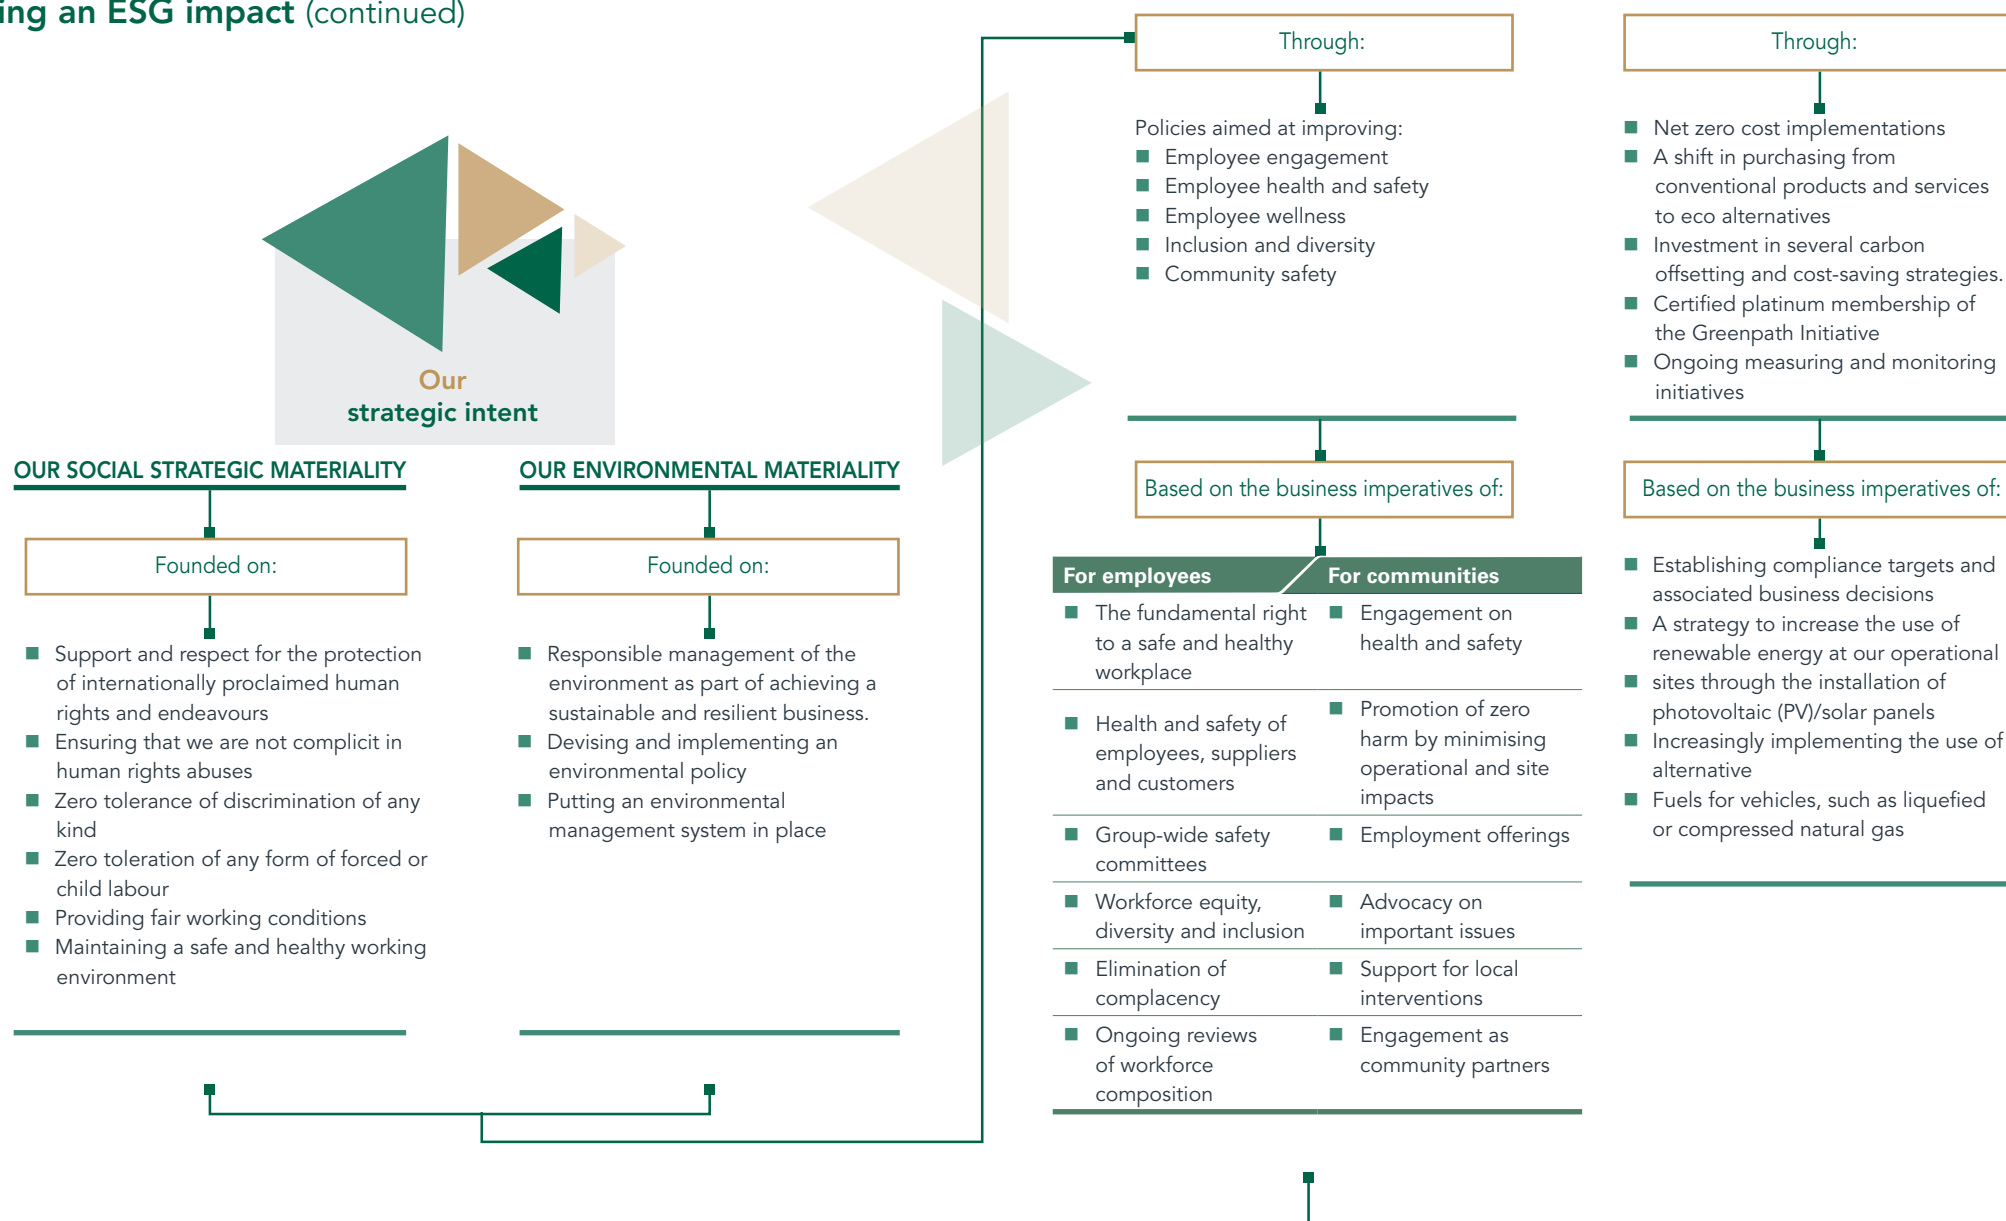 ing an ESG impact (continued)
Our
strategic intent
OUR SOCIAL STRATEGIC MATERIALITY
Founded on:
Support and respect for the protection
of internationally proclaimed human
rights and endeavours
Ensuring that we are not complicit in
human rights abuses
Zero tolerance of discrimination of any
kind
Zero toleration of any form of forced or
child labour
Providing fair working conditions
Maintaining a safe and healthy working
environment
OUR ENVIRONMENTAL MATERIALITY
Founded on:
Responsible management of the
environment as part of achieving a
sustainable and resilient business.
Devising and implementing an
environmental policy
Putting an environmental
management system in place
Through:
Policies aimed at improving:
Employee engagement
Employee health and safety
Employee wellness
Inclusion and diversity
Community safety
Based on the business imperatives of:
For employees
For communities
The fundamental right
to a safe and healthy
workplace
Engagement on
health and safety
Health and safety of
employees, suppliers
and customers
Promotion of zero
harm by minimising
operational and site
impacts
Group-wide safety
committees
Employment offerings
Workforce equity,
diversity and inclusion
Advocacy on
important issues
Elimination of
complacency
Support for local
interventions
Ongoing reviews
of workforce
composition
Engagement as
community partners
Through:
Net zero cost implementations
A shift in purchasing from
conventional products and services
to eco alternatives
Investment in several carbon
offsetting and cost-saving strategies.
Certified platinum membership of
the Greenpath Initiative
Ongoing measuring and monitoring
initiatives
Based on the business imperatives of:
Establishing compliance targets and
associated business decisions
A strategy to increase the use of
renewable energy at our operational
sites through the installation of
photovoltaic (PV)/solar panels
Increasingly implementing the use of
alternative
Fuels for vehicles, such as liquefied
or compressed natural gas